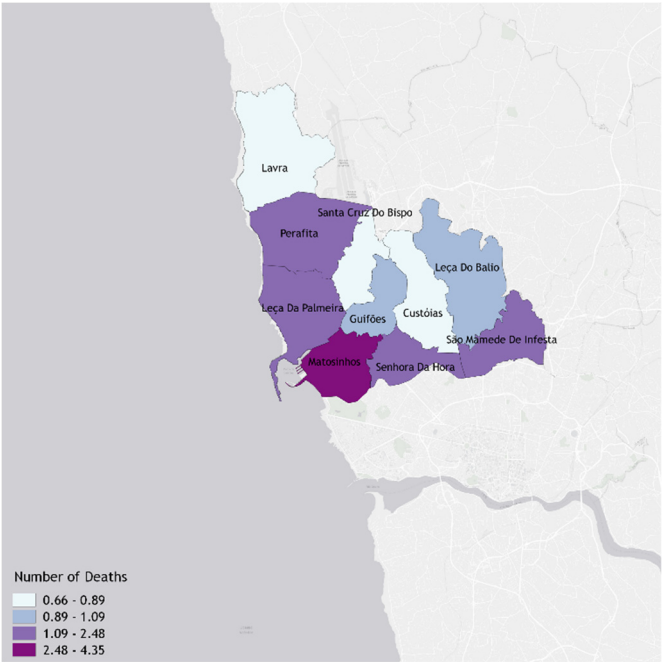 Lavra
Santa Cruz Do Bispo
Perafita
Leça Do Balio
Leça Da Palmeira
Guifões
Custóias
São Mamede De Infesta
Matosinhos
Senhora Da Hora
Number of Deaths
0.66 - 0.89
0.89 - 1.09
1.09 - 2.48
2.48 - 4.35